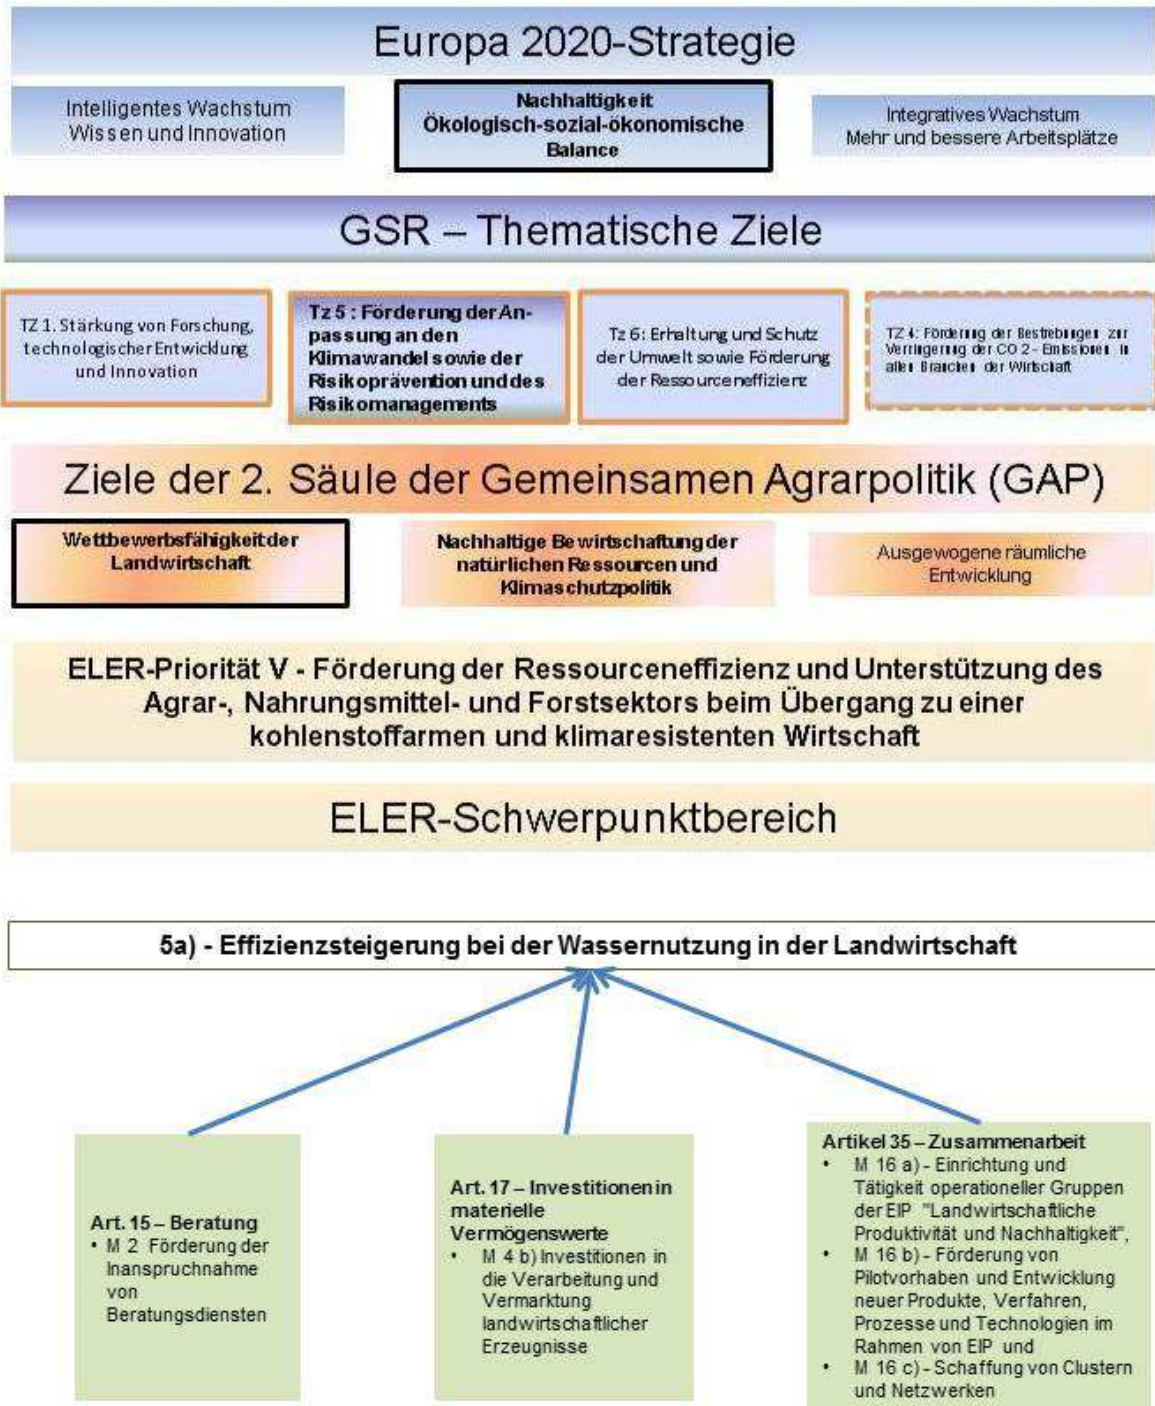 Europa 2020-Strategie
Intelligentes Wachstum
Wissen und Innovation
Nachhaltigkeit
Ökologisch-sozial-ökonomische
Balance
Integratives Wachstum
Mehr und bessere Arbeitsplätze
GSR – Thematische Ziele
TZ 1. Stärkung von Forschung,
technologischer Entwicklung
und Innovation
Tz 5 : Förderung der An-
passung an den
Klimawandel sowie der
Risikoprävention und des
Risikomanagements
Tz 6: Erhaltung und Schutz
der Umwelt sowie Förderung
der Ressourceneffizienz
TZ 4: Förderung der Bestrebungen zur
Verringerung der CO 2 - Emissionen in
allen Branchen der Wirtschaft
Ziele der 2. Säule der Gemeinsamen Agrarpolitik (GAP)
Wettbewerbsfähigkeit der
Landwirtschaft
Nachhaltige Bewirtschaftung der
natürlichen Ressourcen und
Klimaschutzpolitik
Ausgewogene räumliche
Entwicklung
ELER-Priorität V - Förderung der Ressourceneffizienz und Unterstützung des
Agrar-, Nahrungsmittel- und Forstsektors beim Übergang zu einer
kohlenstoffarmen und klimaresistenten Wirtschaft
ELER-Schwerpunktbereich
5a) - Effizienzsteigerung bei der Wassernutzung in der Landwirtschaft
Art. 15 – Beratung
• M 2 Förderung der
Inanspruchnahme
von
Beratungsdiensten
Art. 17 – Investitionen in
materielle
Vermögenswerte
• M 4 b) Investitionen in
die Verarbeitung und
Vermarktung
landwirtschaftlicher
Erzeugnisse
Artikel 35 – Zusammenarbeit
• M 16 a) - Einrichtung und
Tätigkeit operationeller Gruppen
der EIP "Landwirtschaftliche
Produktivität und Nachhaltigkeit",
• M 16 b) - Förderung von
Pilotvorhaben und Entwicklung
neuer Produkte, Verfahren,
Prozesse und Technologien im
Rahmen von EIP und
• M 16 c) - Schaffung von Clustern
und Netzwerken